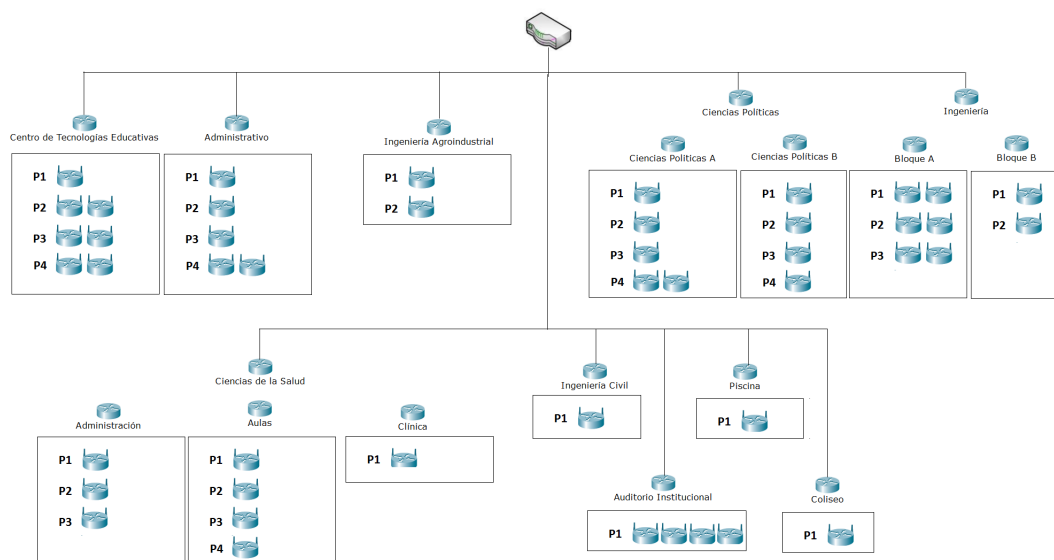 Ciencias Políticas
Ingeniería
Centro de Tecnologías Educativas
Administrativo
Ingeniería Agroindustrial
Ciencias Politicas A
Ciencias Políticas B
Bloque A
Bloque B
P1
P2
P3
P4
P1
P2
P3
P4
P1
P2
P1
P2
P3
P4
P1
P2
P3
P4
P1
P2
P3
P1
P2
Ciencias de la Salud
Ingeniería Civil
Piscina
Administración
Aulas
Clínica
P1
P2
P3
P1
P2
P3
P4
P1
P1
P1
Auditorio Institucional
Coliseo
P1
P1